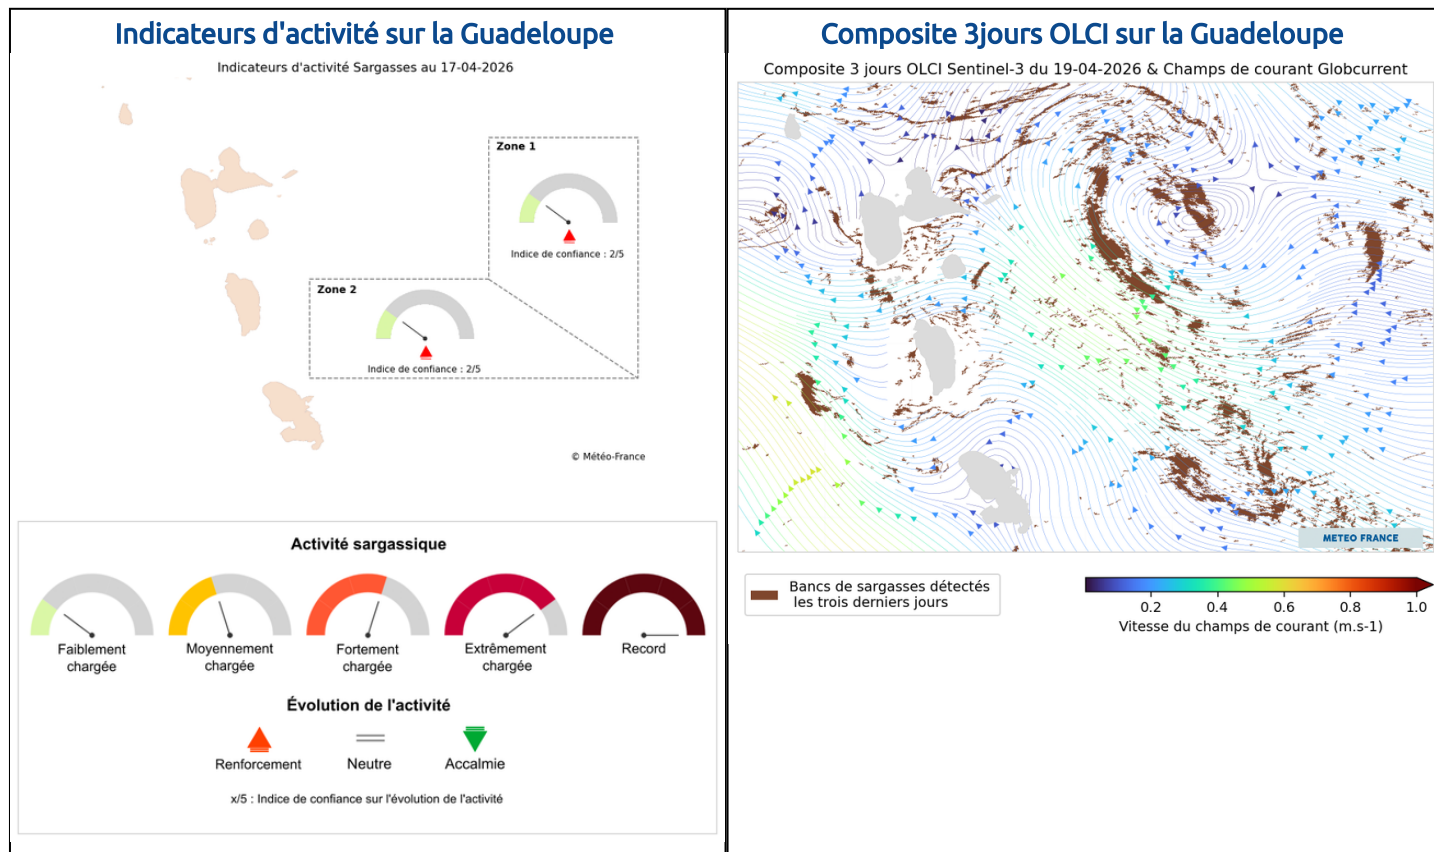 Indicateurs d'activité sur la Guadeloupe
Indicateurs d'activité Sargasses au 17-04-2026
Zone 1
Indice de confiance : 2/5
Zone 2
Indice de confiance : 2/5
© Météo-France
Activité sargassique
Faiblement
chargée
Moyennement
chargée
Fortement
chargée
Extrêmement
chargée
Record
Évolution de l'activité
Renforcement
Neutre
Accalmie
x/5 : Indice de confiance sur l'évolution de l'activité
Composite 3jours OLCI sur la Guadeloupe
Composite 3 jours OLCI Sentinel-3 du 19-04-2026 & Champs de courant Globcurrent
METEO FRANCE
Bancs de sargasses détectés
les trois derniers jours
0.2 0.4 0.6 0.8 1.0
Vitesse du champs de courant (m.s-1)